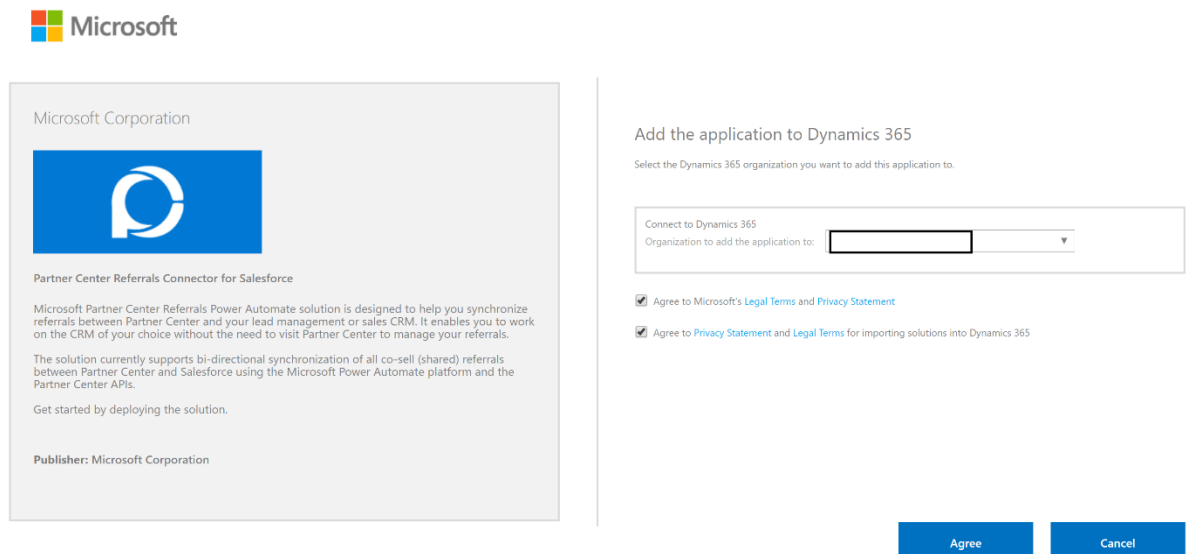 Microsoft
Microsoft Corporation
Partner Center Referrals Connector for Salesforce
Microsoft Partner Center Referrals Power Automate solution is designed to help you synchronize
referrals between Partner Center and your lead management or sales CRM. It enables you to work
on the CRM of your choice without the need to visit Partner Center to manage your referrals.
The solution currently supports bi-directional synchronization of all co-sell (shared) referrals
between Partner Center and Salesforce using the Microsoft Power Automate platform and the
Partner Center APIs.
Get started by deploying the solution.
Publisher: Microsoft Corporation
Add the application to Dynamics 365
Select the Dynamics 365 organization you want to add this application to.
Connect to Dynamics 365
Organization to add the application to:
Agree to Microsoft's Legal Terms and Privacy Statement
Agree to Privacy Statement and Legal Terms for importing solutions into Dynamics 365
Agree
Cancel